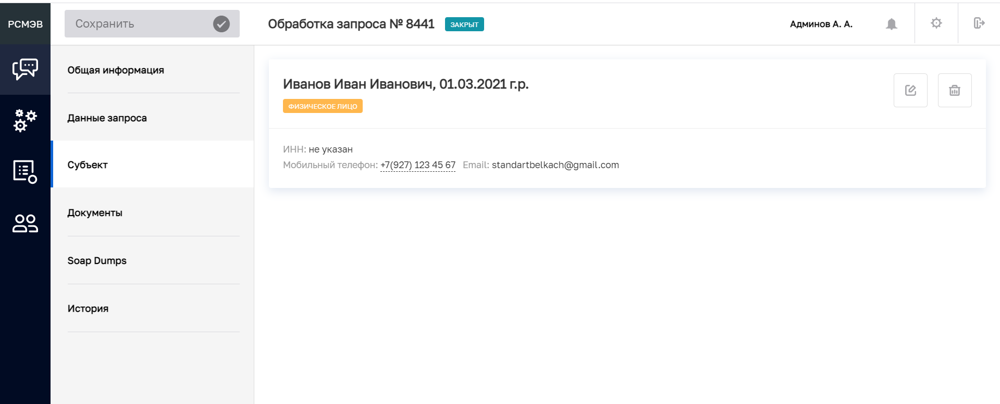 РСМЭВ
Сохранить
Обработка запроса № 8441
ЗАКРЫТ
Админов А. А.
Общая информация
Данные запроса
Субъект
Документы
Soap Dumps
История
Иванов Иван Иванович, 01.03.2021 г.р.
ФИЗИЧЕСКОЕ ЛИЦО
ИНН: не указан
Мобильный телефон: +7(927) 123 45 67 Email: standartbelkach@gmail.com